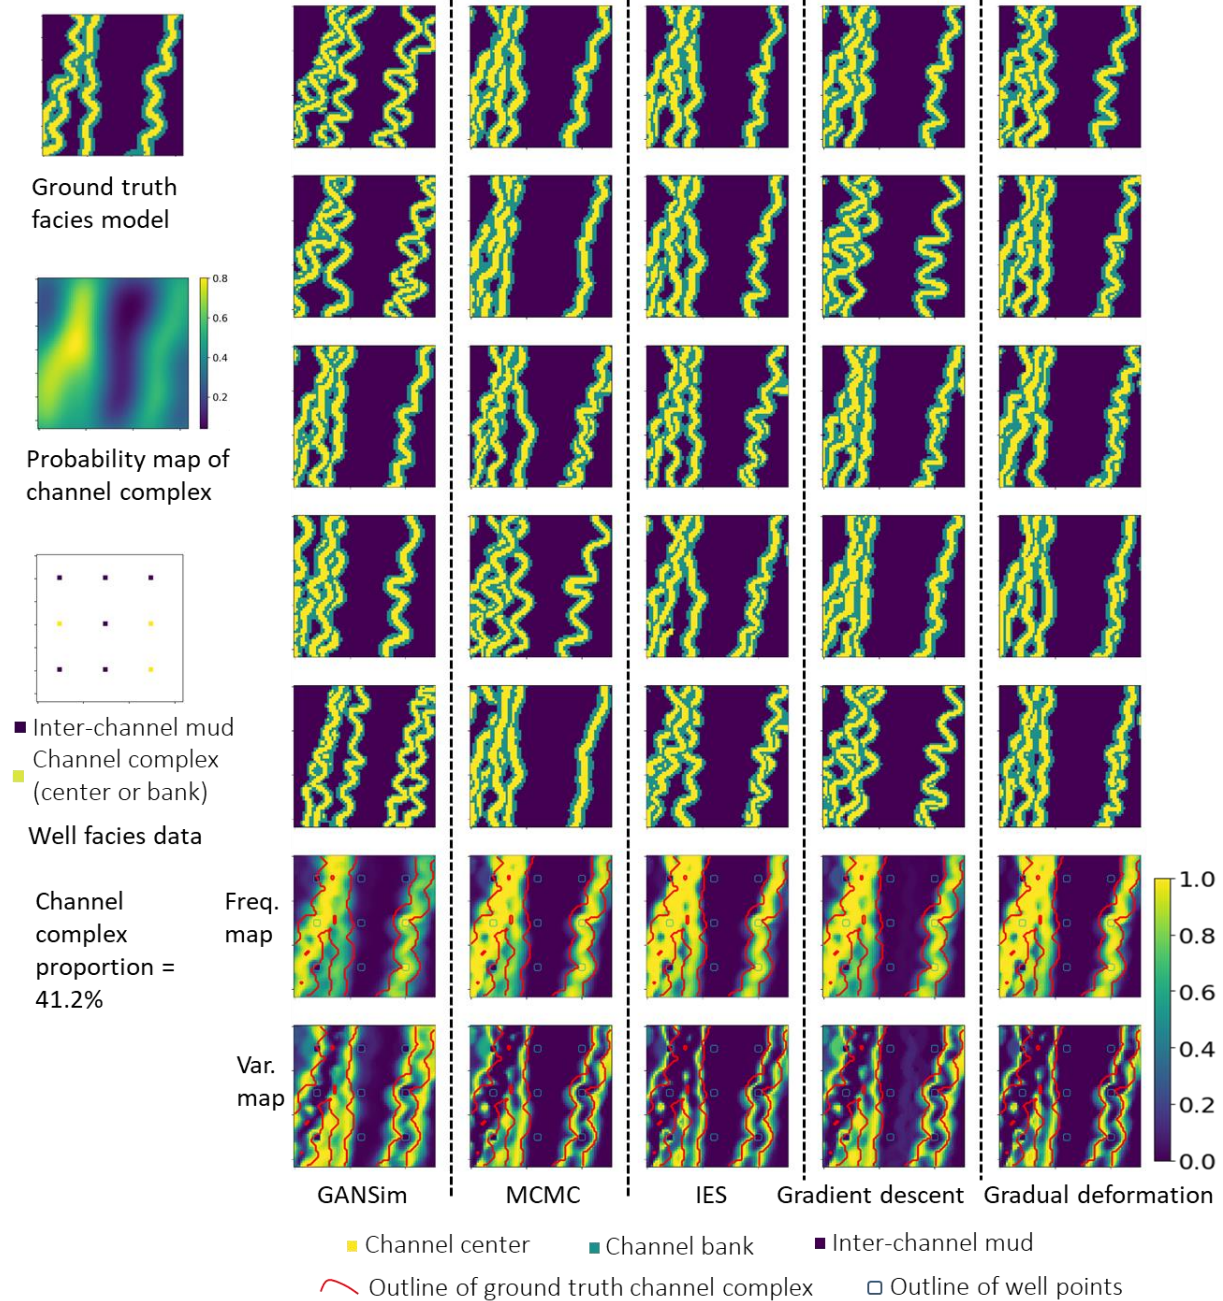 Ground truth
facies model
0.8
0.6
0.4
0.2
Probability map of
channel complex
Inter-channel mud
Channel complex
(center or bank)
Well facies data
Channel
complex
proportion =
41.2%
Freq.
map
Var.
map
1.0
0.8
0.6
0.4
0.2
0.0
GANSim
MCMC
IES
Gradient descent
Gradual deformation
Channel center
Channel bank
Inter-channel mud
Outline of ground truth channel complex
Outline of well points